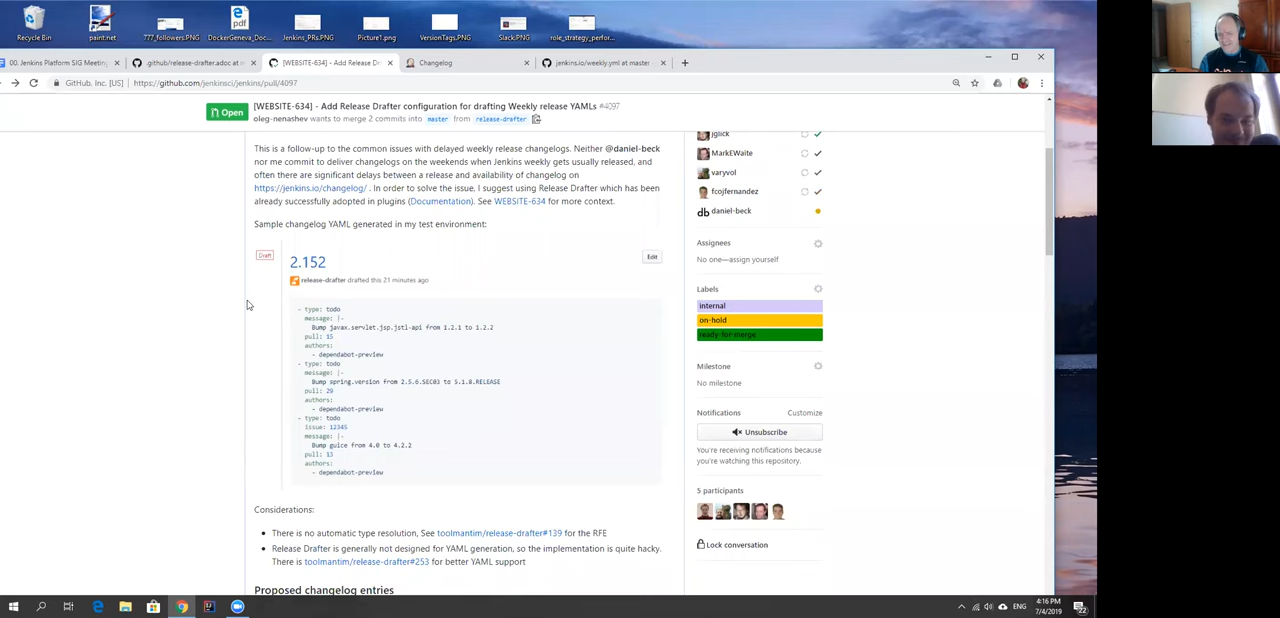 Recycle Bin
paint.net
777_followers.PNG
DockerGeneva_Do...
Jenkins_PRs.PNG
Picture1.png
VersionTags.PNG
Slack.PNG
role_strategy_perfor...
00. Jenkins Platform SIG Meeting
.github/release-drafter.adoc at m
[WEBSITE-634] - Add Release Dr
Changelog
jenkins.io/weekly.yml at master
GitHub, Inc. [US]
https://github.com/jenkinsci/jenkins/pull/4097
Open
[WEBSITE-634] - Add Release Drafter configuration for drafting Weekly release YAMLs #4097
oleg-nenashev wants to merge 2 commits into master from release-drafter
This is a follow-up to the common issues with delayed weekly release changelogs. Neither @daniel-beck
nor me commit to deliver changelogs on the weekends when Jenkins weekly gets usually released, and
often there are significant delays between a release and availability of changelog on
https://jenkins.io/changelog/ . In order to solve the issue, I suggest using Release Drafter which has been
already successfully adopted in plugins (Documentation). See WEBSITE-634 for more context.
Sample changelog YAML generated in my test environment:
Draft
2.152
Edit
release-drafter drafted this 21 minutes ago
- type: todo
message: |-
Bump javax.servlet.jsp.jstl-api from 1.2.1 to 1.2.2
pull: 15
authors:
- dependabot-preview
- type: todo
message: |-
Bump spring.version from 2.5.6.SEC03 to 5.1.8.RELEASE
pull: 29
authors:
- dependabot-preview
- type: todo
issue: 12345
message: |-
Bump guice from 4.0 to 4.2.2
pull: 13
authors:
- dependabot-preview
Considerations:
There is no automatic type resolution, See toolmantim/release-drafter#139 for the RFE
Release Drafter is generally not designed for YAML generation, so the implementation is quite hacky.
There is toolmantim/release-drafter#253 for better YAML support
Proposed changelog entries
jglick
MarkEWaite
varyvol
fcojfernandez
daniel-beck
Assignees
No one—assign yourself
Labels
internal
on-hold
ready-for-merge
Milestone
No milestone
Notifications
Customize
Unsubscribe
You're receiving notifications because
you're watching this repository.
5 participants
Lock conversation
ENG
4:16 PM
7/4/2019
22